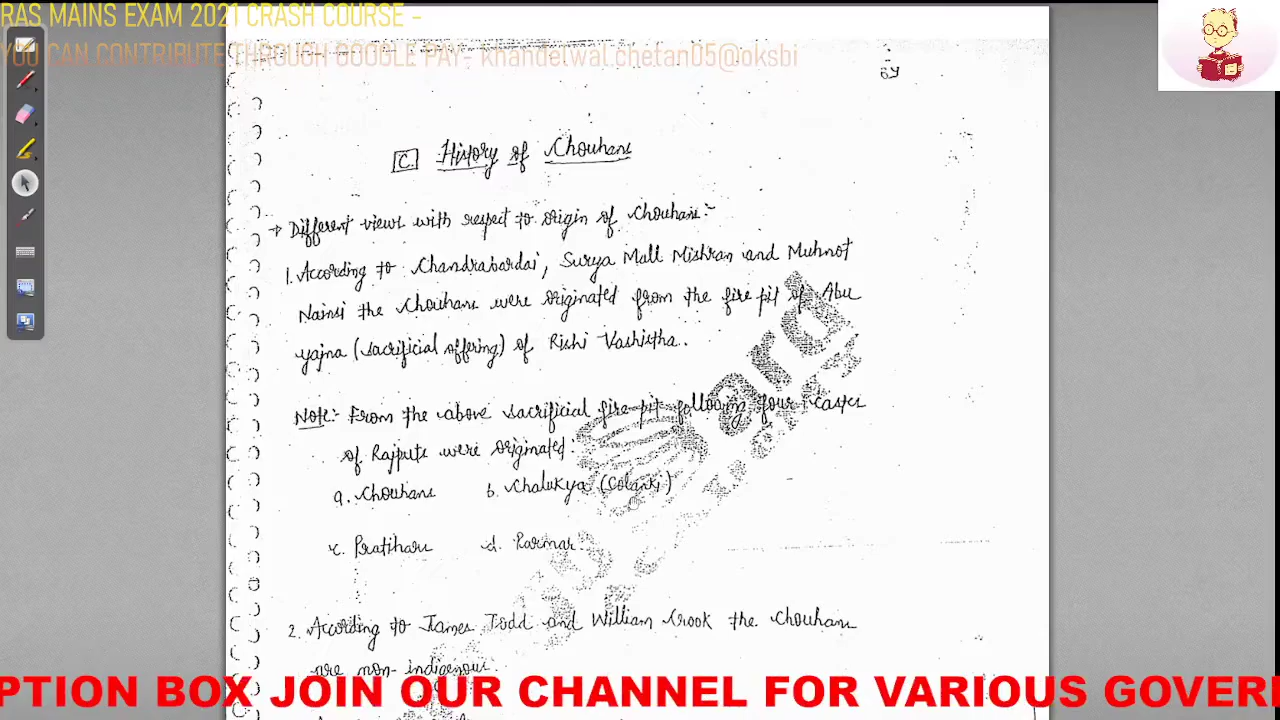 RAS MAINS EXAM 2021 CRASH COURSE -
YOU CAN CONTRIBUTE THROUGH GOOGLE PAY- khandelwal.chetan05@oksbi
64
C. History of Chouhans
→ Different views with respect to origin of Chouhans:-
1. According to Chandrabardai, Surya Mall Mishran and Muhnot
Nainsi the Chouhans were originated from the fire pit of Abu
yajna (sacrificial offering) of Rishi Vashistha.
Note:- From the above sacrificial fire pit following four castes
of Rajputs were originated:
a. Chouhans b. Chalukya (Solanki)
c. Pratihars d. Parmar.
2. According to James Todd and William Crook the Chouhans
are non-indigenous.
PTION BOX JOIN OUR CHANNEL FOR VARIOUS GOVERI